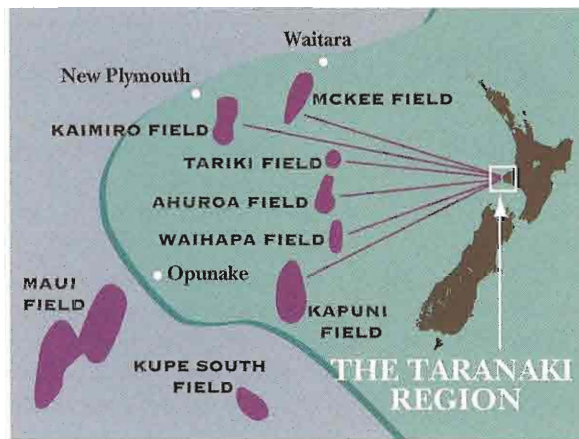 Waitara
New Plymouth
MCKEE FIELD
KAIMIRO FIELD
TARIKI FIELD
AHUROA FIELD
WAIHAPA FIELD
Opunake
MAUI
FIELD
KAPUNI
FIELD
KUPE SOUTH
FIELD
THE TARANAKI
REGION